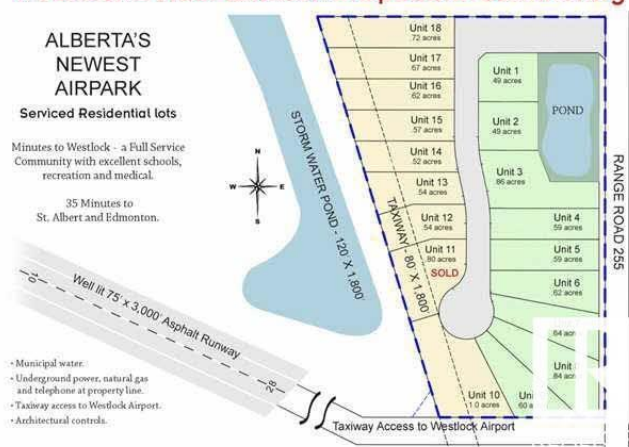 ALBERTA'S
NEWEST
AIRPARK
Serviced Residential lots
Minutes to Westlock - a Full Service
Community with excellent schools,
recreation and medical.
35 Minutes to
St. Albert and Edmonton.
N
W E
S
STORM WATER POND - 120' X 1,800'
Well lit 75' x 3,000' Asphalt Runway
10
28
• Municipal water.
• Underground power, natural gas
and telephone at property line.
• Taxiway access to Westlock Airport.
• Architectural controls.
Taxiway Access to Westlock Airport
TAXIWAY - 80' X 1,800'
Unit 18
.72 acres
Unit 17
.67 acres
Unit 16
.62 acres
Unit 15
.57 acres
Unit 14
.52 acres
Unit 13
.54 acres
Unit 12
.54 acres
Unit 11
.80 acres
SOLD
Unit 10
1.0 acres
Unit 1
.49 acres
Unit 2
.49 acres
Unit 3
.86 acres
Unit 4
.59 acres
Unit 5
.59 acres
Unit 6
.62 acres
.64
.84
.60
POND
RANGE ROAD 255